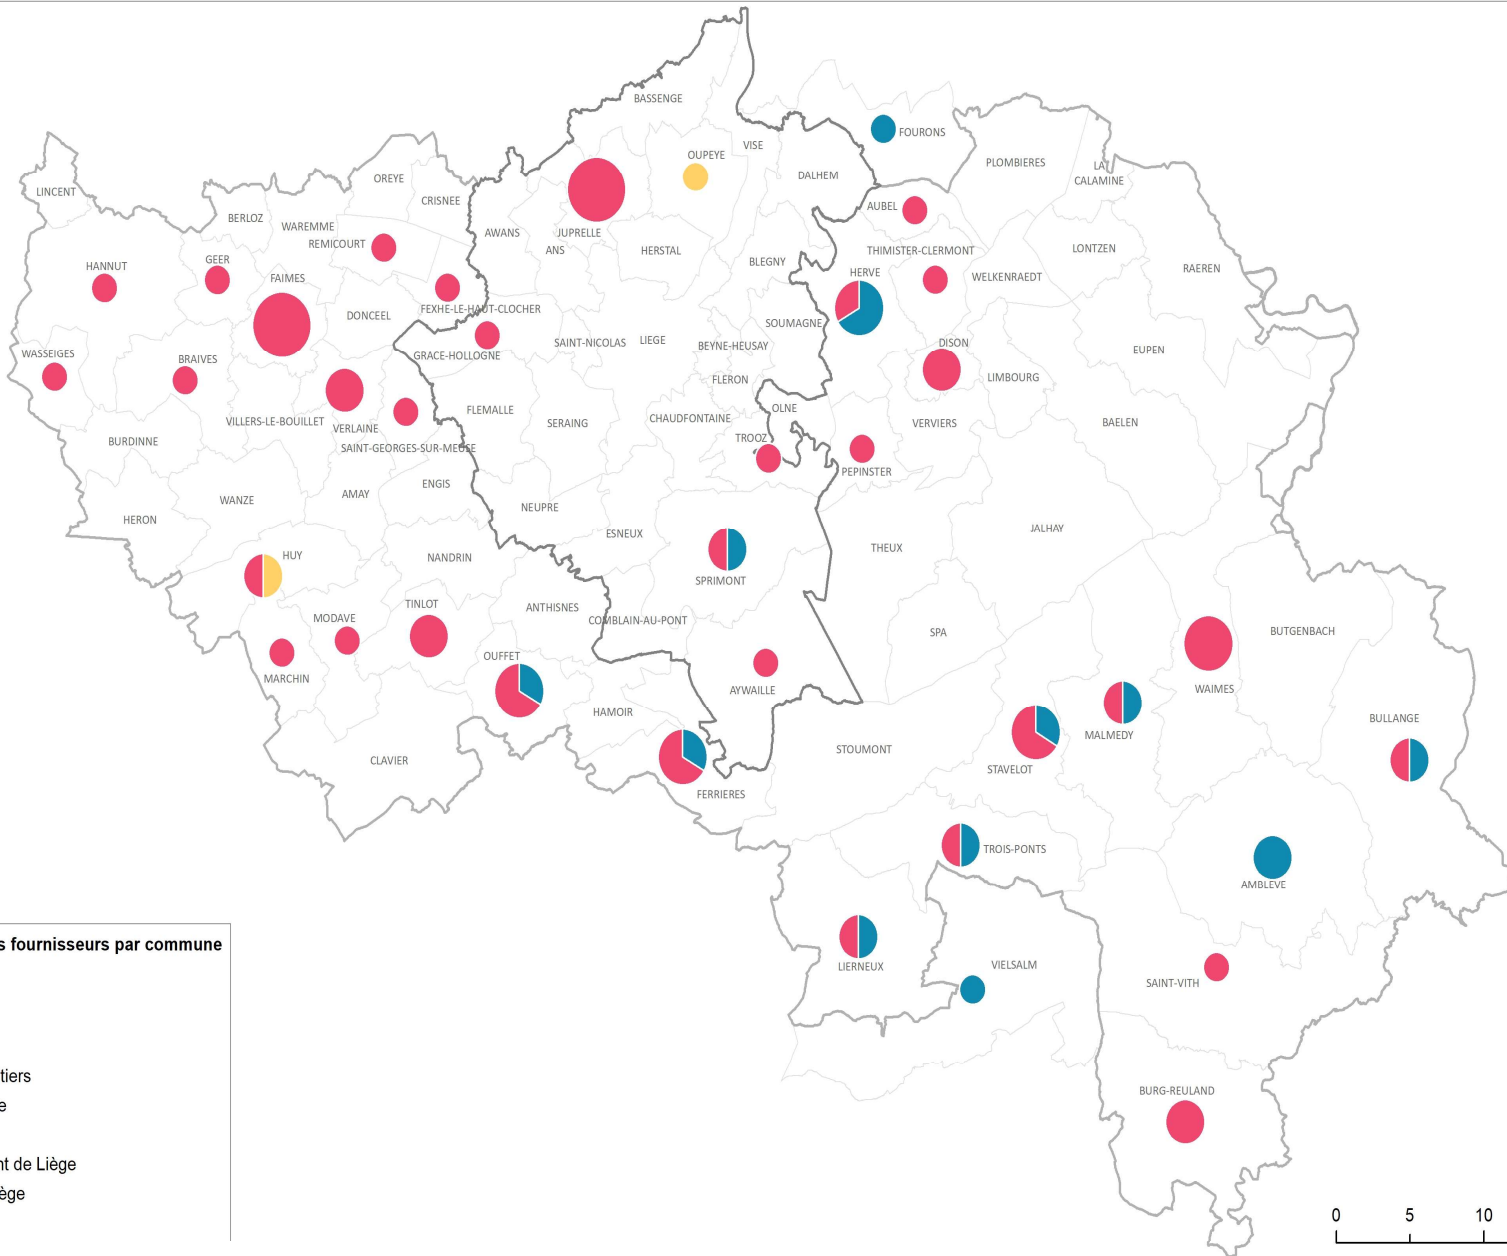 BASSENGE
FOURONS
VISE
OUPEYE
PLOMBIERES
LA
CALAMINE
DALHEM
OREYE
LINCENT
CRISNEE
AUBEL
BERLOZ
WAREMME
REMICOURT
AWANS
JUPRELLE
ANS
HERSTAL
THIMISTER-CLERMONT
LONTZEN
BLEGNY
HANNUT
GEER
FAIMES
HERVE
WELKENRAEDT
RAEREN
DONCEEL
FEXHE-LE-HAUT-CLOCHER
SOUMAGNE
SAINT-NICOLAS
LIEGE
BEYNE-HEUSAY
DISON
EUPEN
WASSEIGES
BRAIVES
GRACE-HOLLOGNE
FLERON
LIMBOURG
FLEMALLE
OLNE
VILLERS-LE-BOUILLET
VERLAINE
SERAING
CHAUDFONTAINE
VERVIERS
BAELEN
BURDINNE
SAINT-GEORGES-SUR-MEUSE
TROOZ
PEPINSTER
ENGIS
WANZE
AMAY
NEUPRE
HERON
ESNEUX
JALHAY
THEUX
HUY
NANDRIN
SPRIMONT
TINLOT
ANTHISNES
MODAVE
COMBLAIN-AU-PONT
SPA
BUTGENBACH
OUFFET
MARCHIN
AYWAILLE
WAIMES
HAMOIR
BULLANGE
MALMEDY
STOUMONT
CLAVIER
STAVELOT
FERRIERES
TROIS-PONTS
AMBLEVE
s fournisseurs par commune
LIERNEUX
VIELSALM
SAINT-VITH
tiers
e
BURG-REULAND
nt de Liège
ège
0 5 10